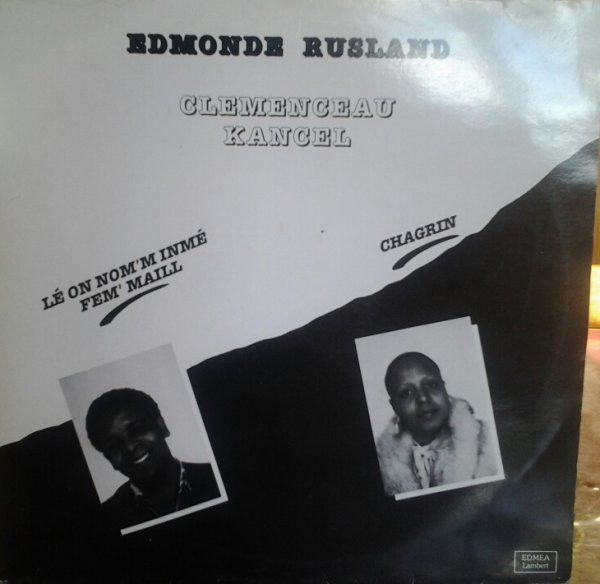 EDMONDE RUSLAND
CLEMENCEAU
KANCEL
LÉ ON NOM'M INMÉ
FEM' MAILL
CHAGRIN
EDMEA
Lambert